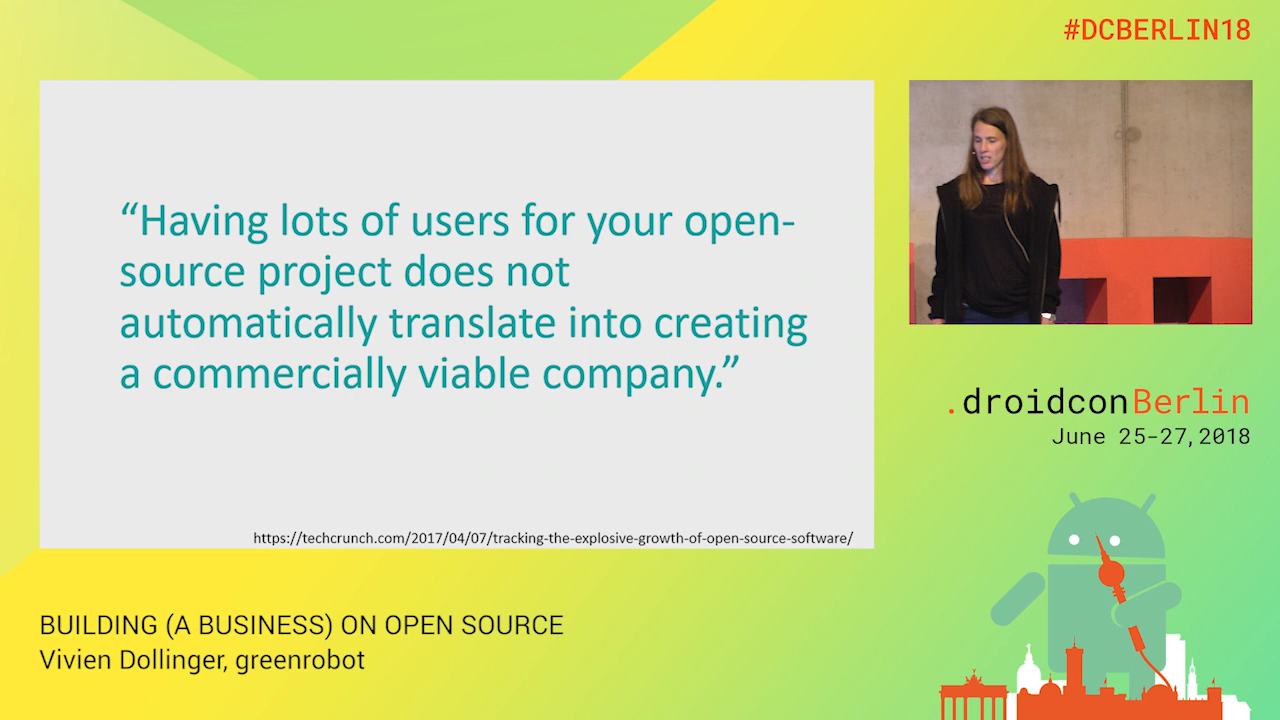 #DCBERLIN18
“Having lots of users for your open-
source project does not
automatically translate into creating
a commercially viable company.”
https://techcrunch.com/2017/04/07/tracking-the-explosive-growth-of-open-source-software/
.droidconBerlin
June 25-27,2018
BUILDING (A BUSINESS) ON OPEN SOURCE
Vivien Dollinger, greenrobot